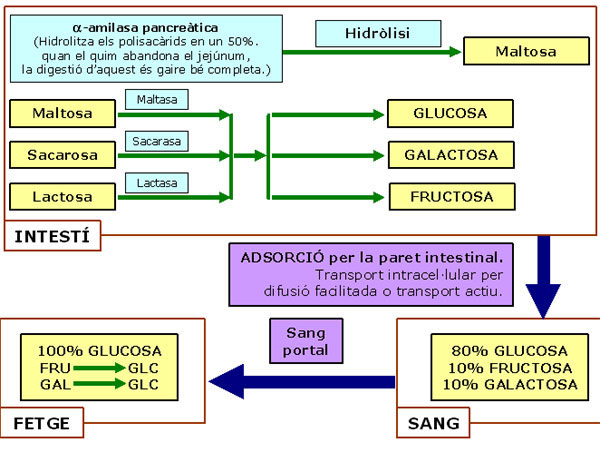 α-amilasa pancreàtica
(Hidrolitza els polisacàrids en un 50%.
quan el quim abandona el jejúnum,
la digestió d'aquest és gaire bé completa.)
Hidròlisi
Maltosa
Maltosa
Maltasa
GLUCOSA
Sacarosa
Sacarasa
GALACTOSA
Lactosa
Lactasa
FRUCTOSA
INTESTÍ
ADSORCIÓ per la paret intestinal.
Transport intracel·lular per
difusió facilitada o transport actiu.
Sang
portal
100% GLUCOSA
FRU GLC
GAL GLC
FETGE
80% GLUCOSA
10% FRUCTOSA
10% GALACTOSA
SANG